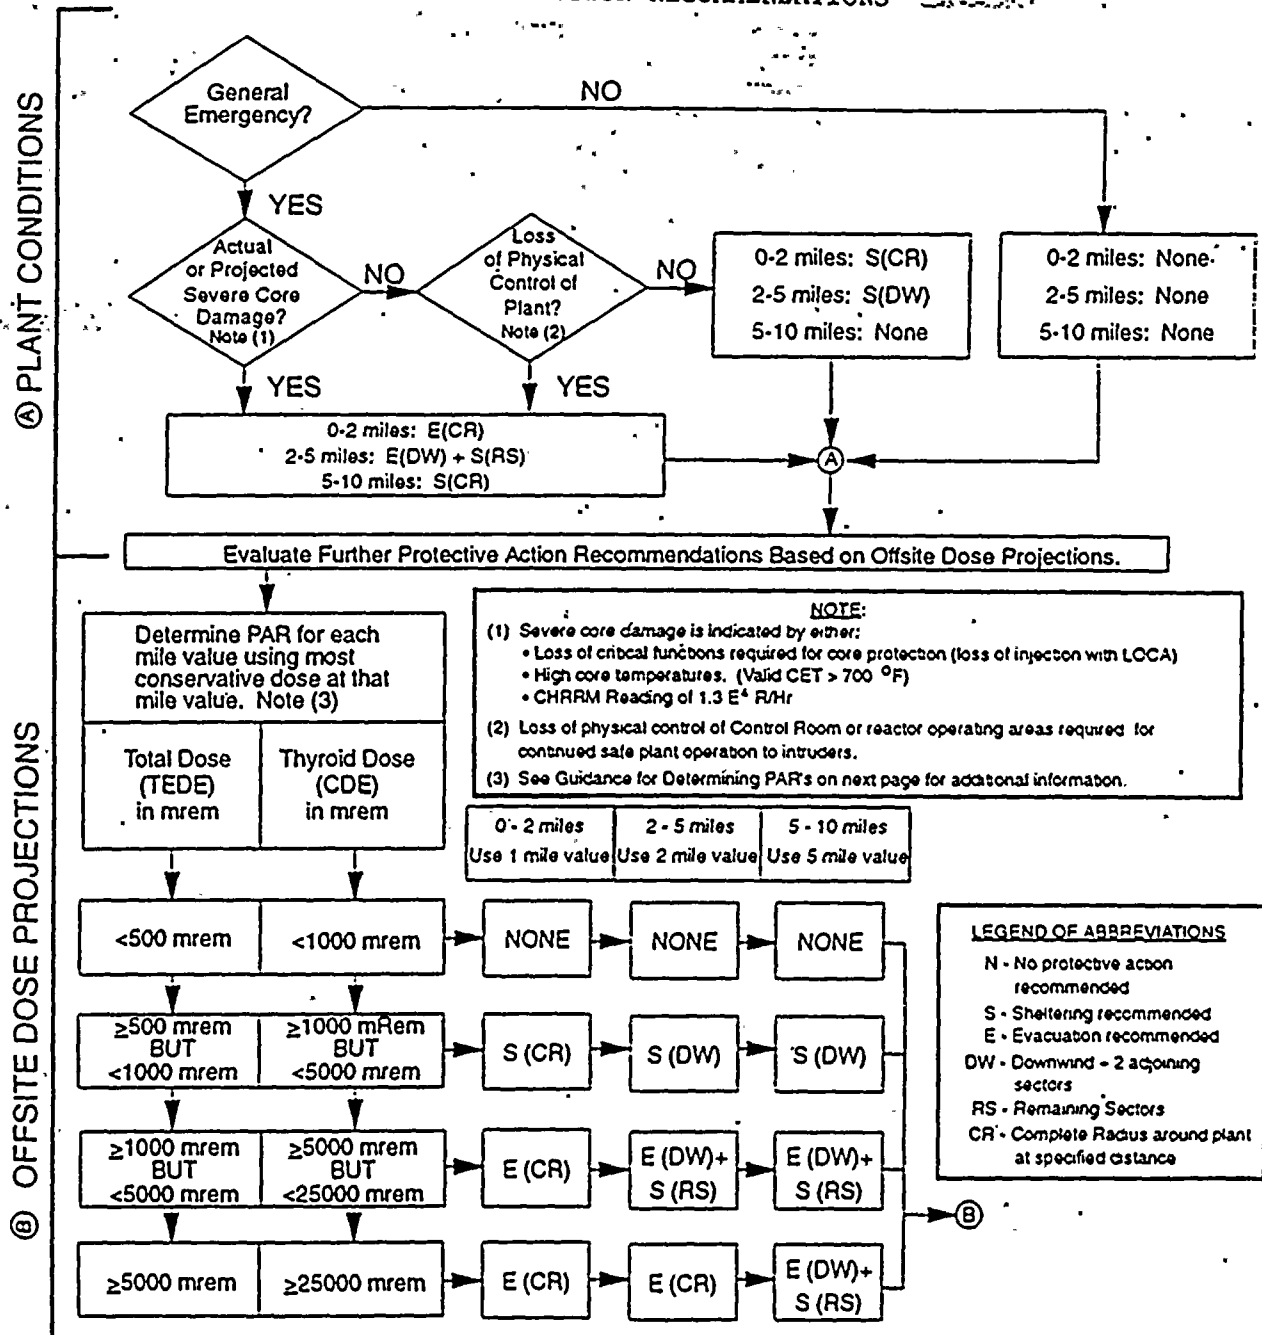 RECOMMENDATIONS
Ⓐ PLANT CONDITIONS
General
Emergency?
NO
YES
Actual
or Projected
Severe Core
Damage?
Note (1)
NO
Loss
of Physical
Control of
Plant?
Note (2)
NO
0-2 miles: S(CR)
2-5 miles: S(DW)
5-10 miles: None
0-2 miles: None
2-5 miles: None
5-10 miles: None
YES
YES
0-2 miles: E(CR)
2-5 miles: E(DW) + S(RS)
5-10 miles: S(CR)
A
Evaluate Further Protective Action Recommendations Based on Offsite Dose Projections.
Ⓑ OFFSITE DOSE PROJECTIONS
Determine PAR for each
mile value using most
conservative dose at that
mile value. Note (3)
Total Dose
(TEDE)
in mrem
Thyroid Dose
(CDE)
in mrem
NOTE:
(1) Severe core damage is indicated by either:
• Loss of critical functions required for core protection (loss of injection with LOCA)
• High core temperatures. (Valid CET > 700 °F)
• CHRRM Reading of 1.3 E⁴ R/Hr
(2) Loss of physical control of Control Room or reactor operating areas required for
continued safe plant operation to intruders.
(3) See Guidance for Determining PAR's on next page for additional information.
0 - 2 miles
Use 1 mile value
2 - 5 miles
Use 2 mile value
5 - 10 miles
Use 5 mile value
<500 mrem
<1000 mrem
NONE
NONE
NONE
≥500 mrem
BUT
<1000 mrem
≥1000 mRem
BUT
<5000 mrem
S (CR)
S (DW)
S (DW)
≥1000 mrem
BUT
<5000 mrem
≥5000 mrem
BUT
<25000 mrem
E (CR)
E (DW)+
S (RS)
E (DW)+
S (RS)
≥5000 mrem
≥25000 mrem
E (CR)
E (CR)
E (DW)+
S (RS)
B
LEGEND OF ABBREVIATIONS
N - No protective action
recommended
S - Sheltering recommended
E - Evacuation recommended
DW - Downwind + 2 adjoining
sectors
RS - Remaining Sectors
CR - Complete Radius around plant
at specified distance